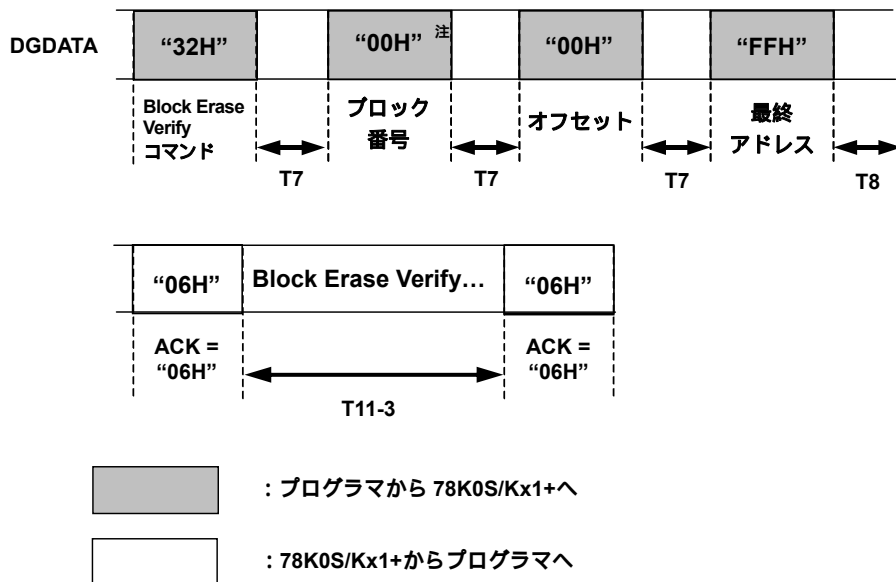 DGDATA “32H” “00H” 注 “00H” “FFH”
Block Erase
Verify
コマンド
ブロック
番号
オフセット
最終
アドレス
T7 T7 T7 T8
“06H” Block Erase Verify… “06H”
ACK =
“06H”
ACK =
“06H”
T11-3
：プログラマから 78K0S/Kx1+へ
：78K0S/Kx1+からプログラマへ